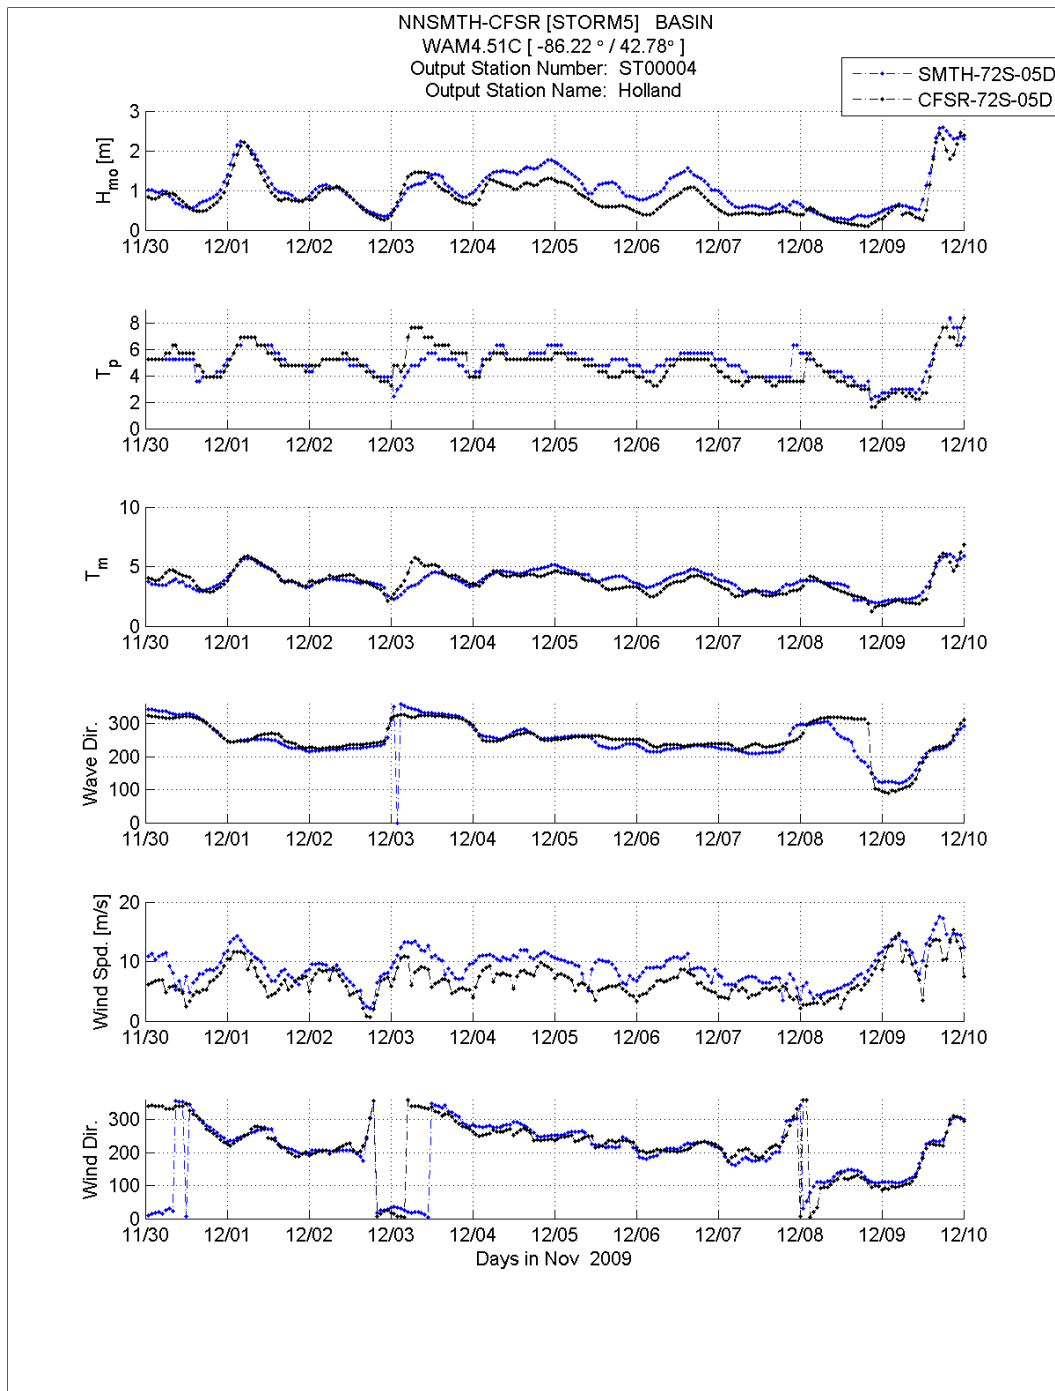 NNSMTH-CFSR [STORM5] BASIN
WAM4.51C [ -86.22 ° / 42.78° ]
Output Station Number: ST00004
Output Station Name: Holland
SMTH-72S-05D
CFSR-72S-05D
Hmo [m]
3
2
1
0
11/30 12/01 12/02 12/03 12/04 12/05 12/06 12/07 12/08 12/09 12/10
Tp
8
6
4
2
0
11/30 12/01 12/02 12/03 12/04 12/05 12/06 12/07 12/08 12/09 12/10
Tm
10
5
0
11/30 12/01 12/02 12/03 12/04 12/05 12/06 12/07 12/08 12/09 12/10
Wave Dir.
300
200
100
0
11/30 12/01 12/02 12/03 12/04 12/05 12/06 12/07 12/08 12/09 12/10
Wind Spd. [m/s]
20
10
0
11/30 12/01 12/02 12/03 12/04 12/05 12/06 12/07 12/08 12/09 12/10
Wind Dir.
300
200
100
0
11/30 12/01 12/02 12/03 12/04 12/05 12/06 12/07 12/08 12/09 12/10
Days in Nov 2009